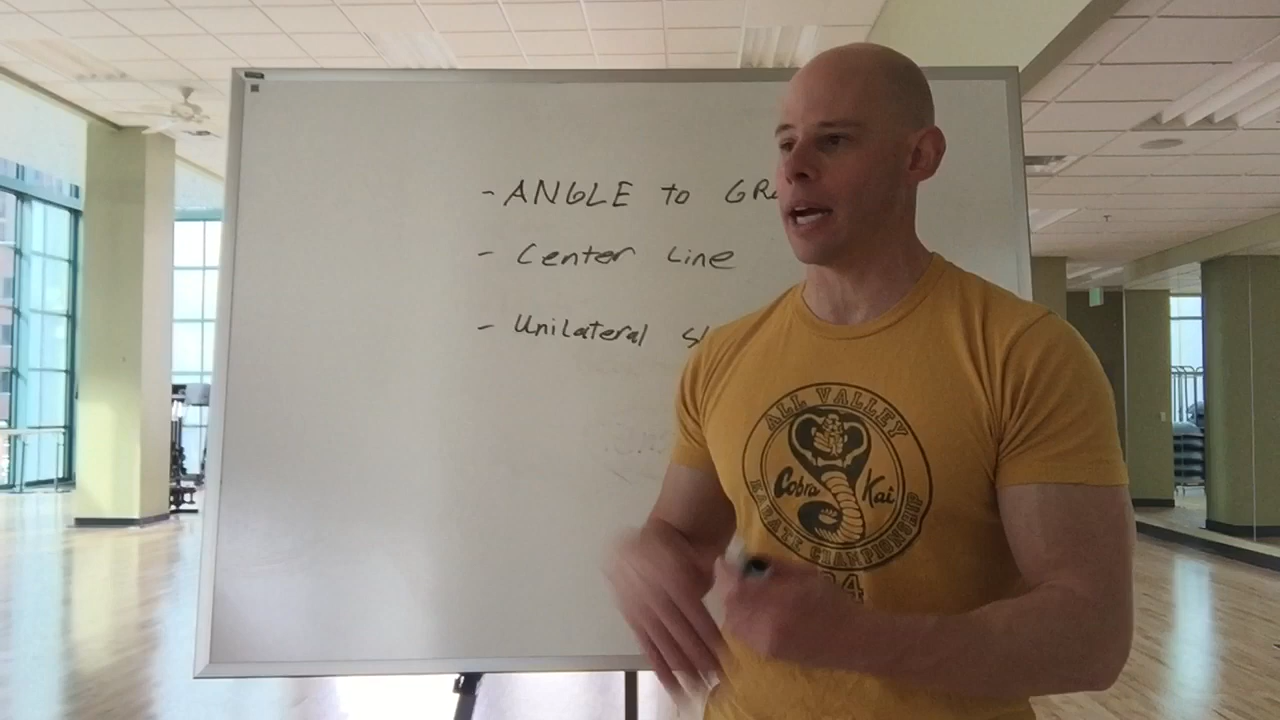 - ANGLE to
- Center Line
- Unilateral
ALL VALLEY
Cobra Kai
KARATE CHAMPIONSHIP